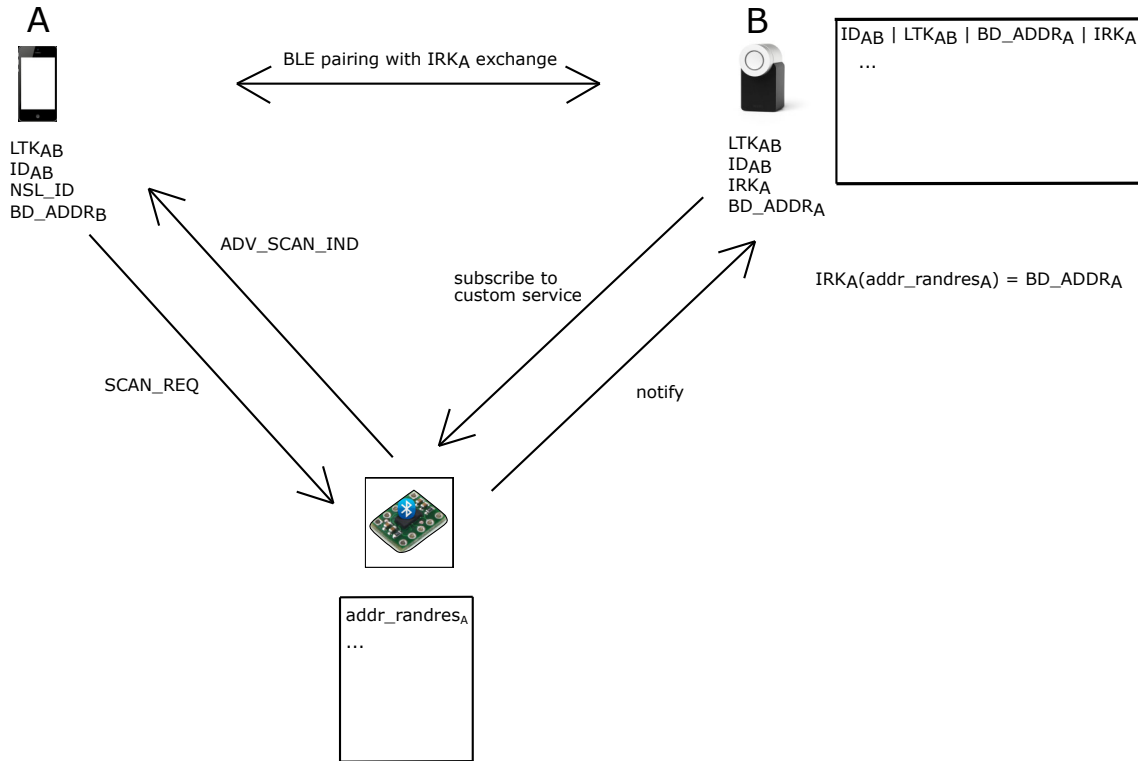 A
B
BLE pairing with IRKA exchange
IDAB | LTKAB | BD_ADDRA | IRKA
...
LTKAB
IDAB
NSL_ID
BD_ADDRB
LTKAB
IDAB
IRKA
BD_ADDRA
ADV_SCAN_IND
subscribe to
custom service
IRKA(addr_randresA) = BD_ADDRA
SCAN_REQ
notify
addr_randresA
...